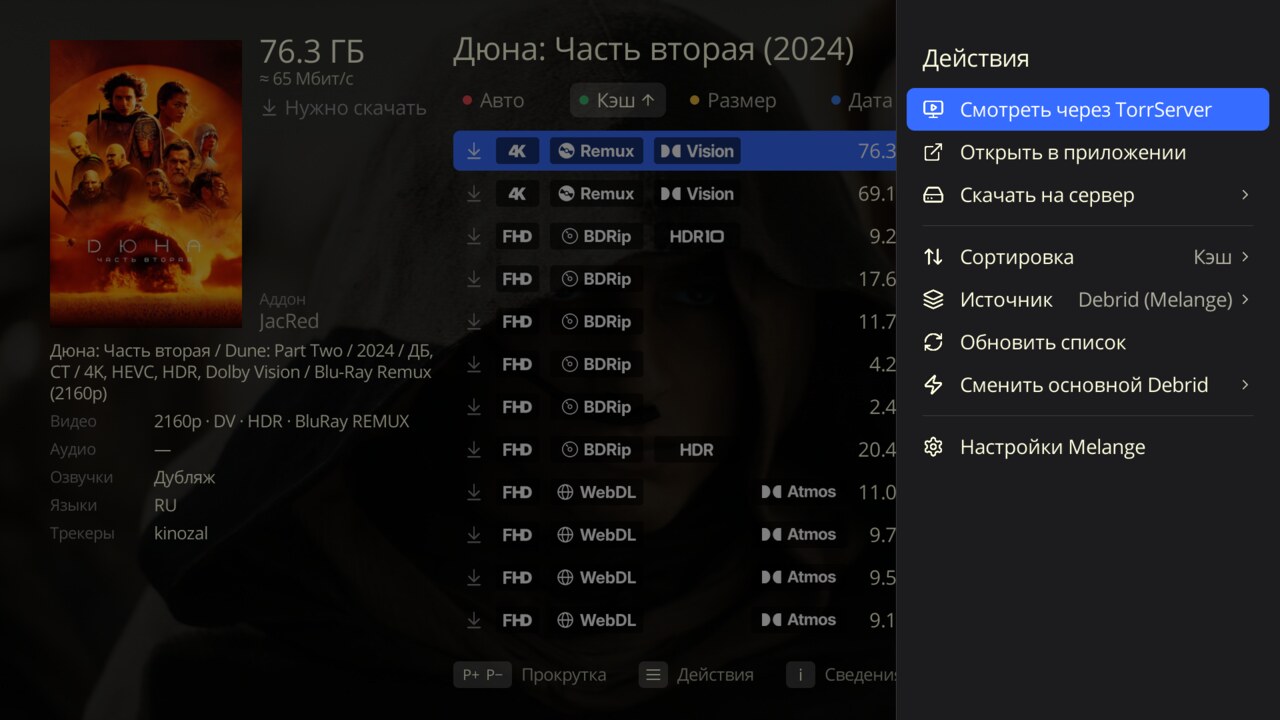 76.3 ГБ
≈ 65 Мбит/с
Нужно скачать
ДЮНА
ЧАСТЬ ВТОРАЯ
Аддон
JacRed
Дюна: Часть вторая / Dune: Part Two / 2024 / ДБ,
СТ / 4K, HEVC, HDR, Dolby Vision / Blu-Ray Remux
(2160p)
Видео 2160p · DV · HDR · BluRay REMUX
Аудио —
Озвучки Дубляж
Языки RU
Трекеры kinozal
Дюна: Часть вторая (2024)
Авто Кэш ↑ Размер Дата
4K Remux Vision 76.3
4K Remux Vision 69.1
FHD BDRip HDR10 9.2
FHD BDRip 17.6
FHD BDRip 11.7
FHD BDRip 4.2
FHD BDRip 2.4
FHD BDRip HDR 20.4
FHD WebDL Atmos 11.0
FHD WebDL Atmos 9.7
FHD WebDL Atmos 9.5
FHD WebDL Atmos 9.1
P+ P− Прокрутка Действия i Сведения
Действия
Смотреть через TorrServer
Открыть в приложении
Скачать на сервер
Сортировка Кэш
Источник Debrid (Melange)
Обновить список
Сменить основной Debrid
Настройки Melange